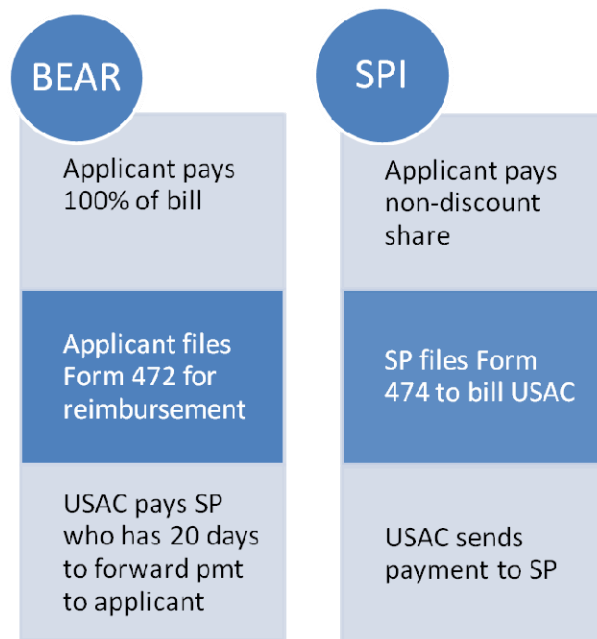 BEAR
Applicant pays
100% of bill
Applicant files
Form 472 for
reimbursement
USAC pays SP
who has 20 days
to forward pmt
to applicant
SPI
Applicant pays
non-discount
share
SP files Form
474 to bill USAC
USAC sends
payment to SP